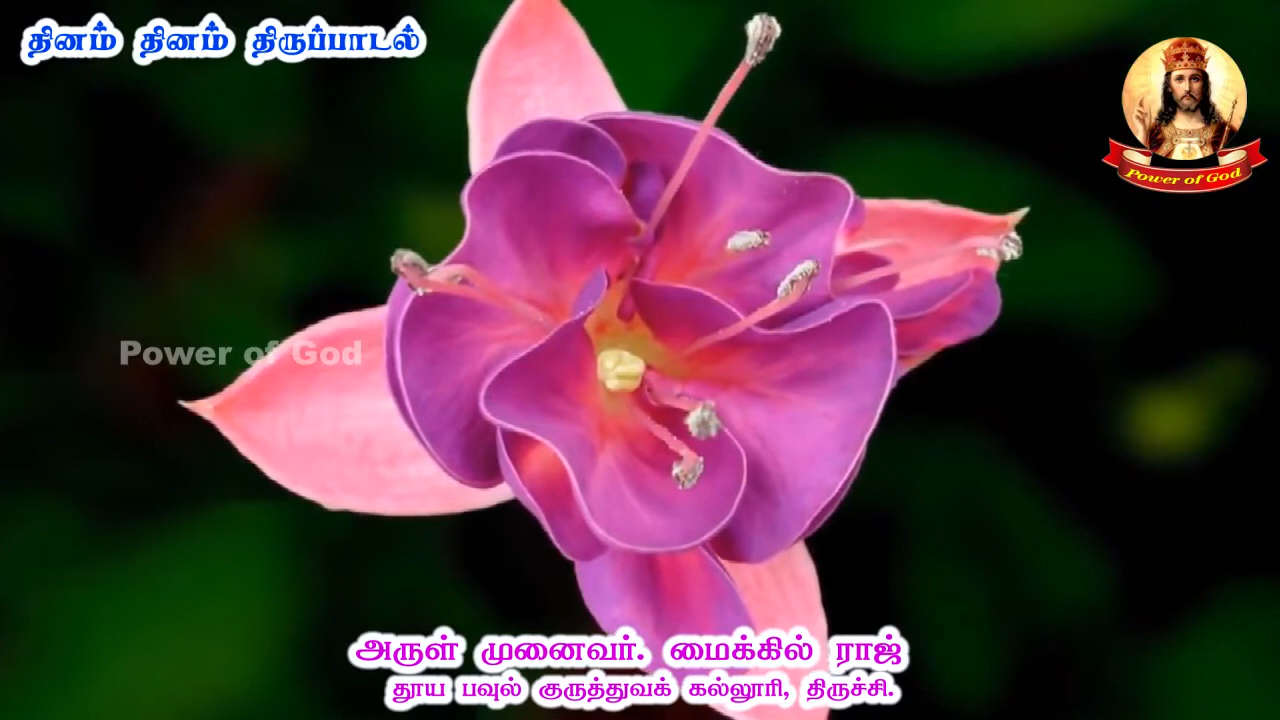 தினம் தினம் திருப்பாடல்
Power of God
Power of God
அருள் முனைவர். மைக்கில் ராஜ்
தூய பவுல் குருத்துவக் கல்லூரி, திருச்சி.